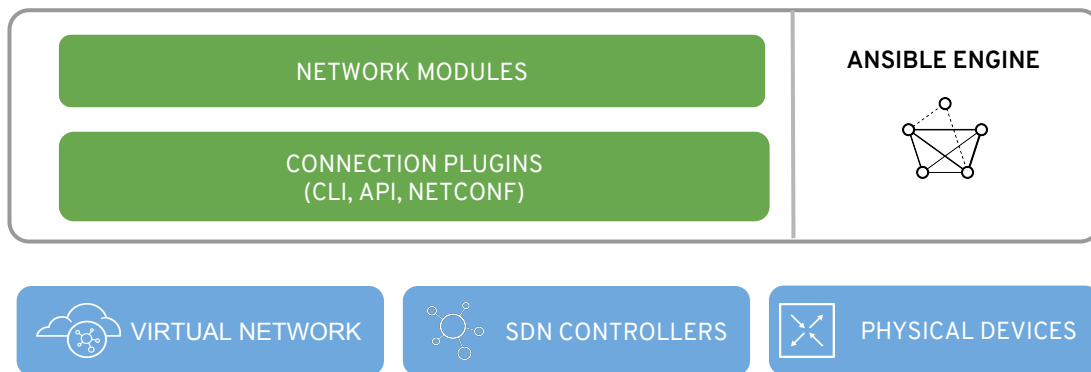 NETWORK MODULES
ANSIBLE ENGINE
CONNECTION PLUGINS
(CLI, API, NETCONF)
VIRTUAL NETWORK
SDN CONTROLLERS
PHYSICAL DEVICES